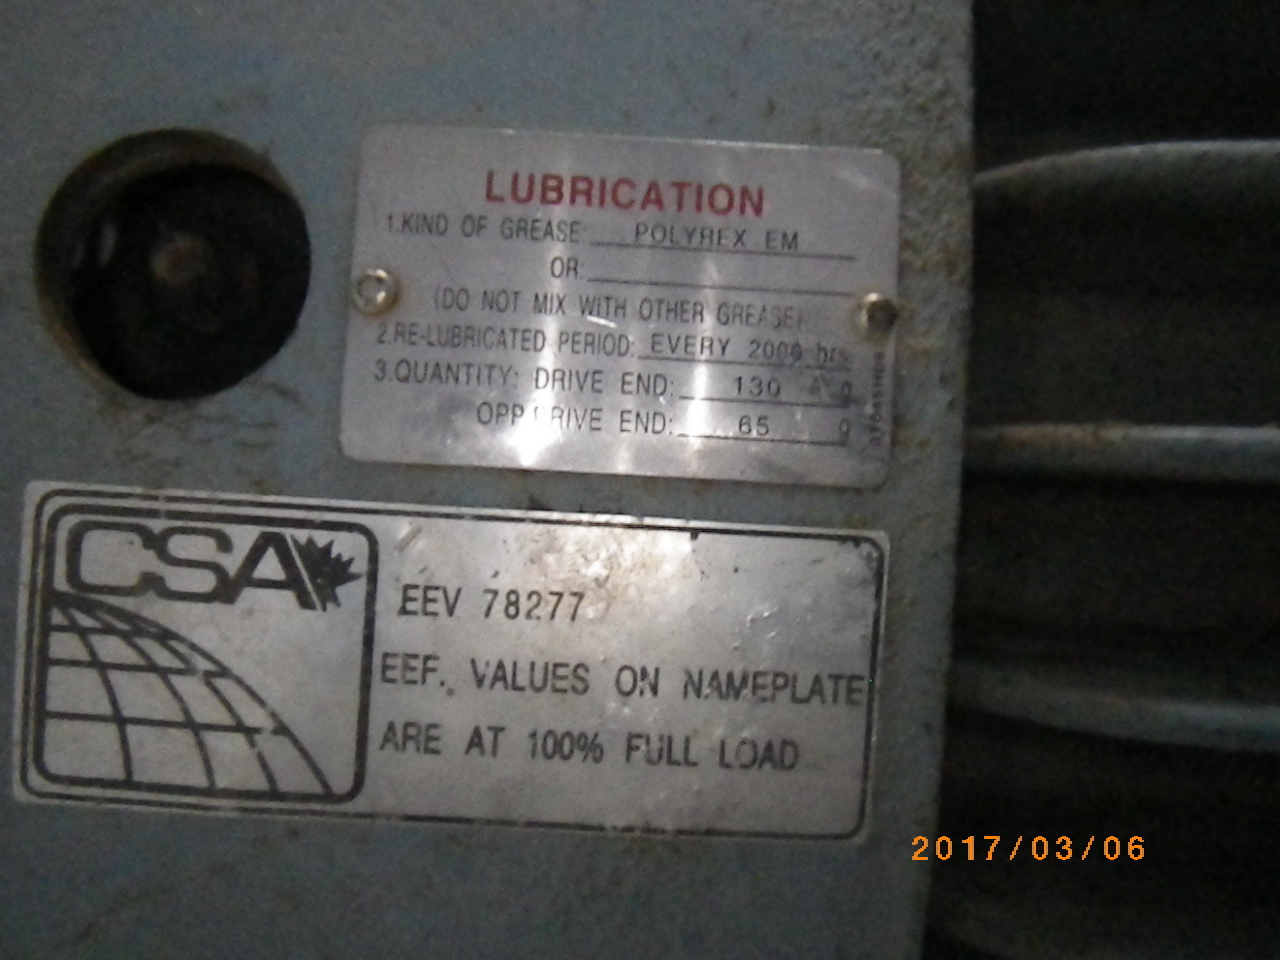 LUBRICATION
1.KIND OF GREASE: POLYREX EM
OR:
(DO NOT MIX WITH OTHER GREASE)
2.RE-LUBRICATED PERIOD: EVERY 2000 hrs
3.QUANTITY: DRIVE END: 130 g
OPP.DRIVE END: 65 g
CSA
EEV 78277
EEF. VALUES ON NAMEPLATE
ARE AT 100% FULL LOAD
2017/03/06